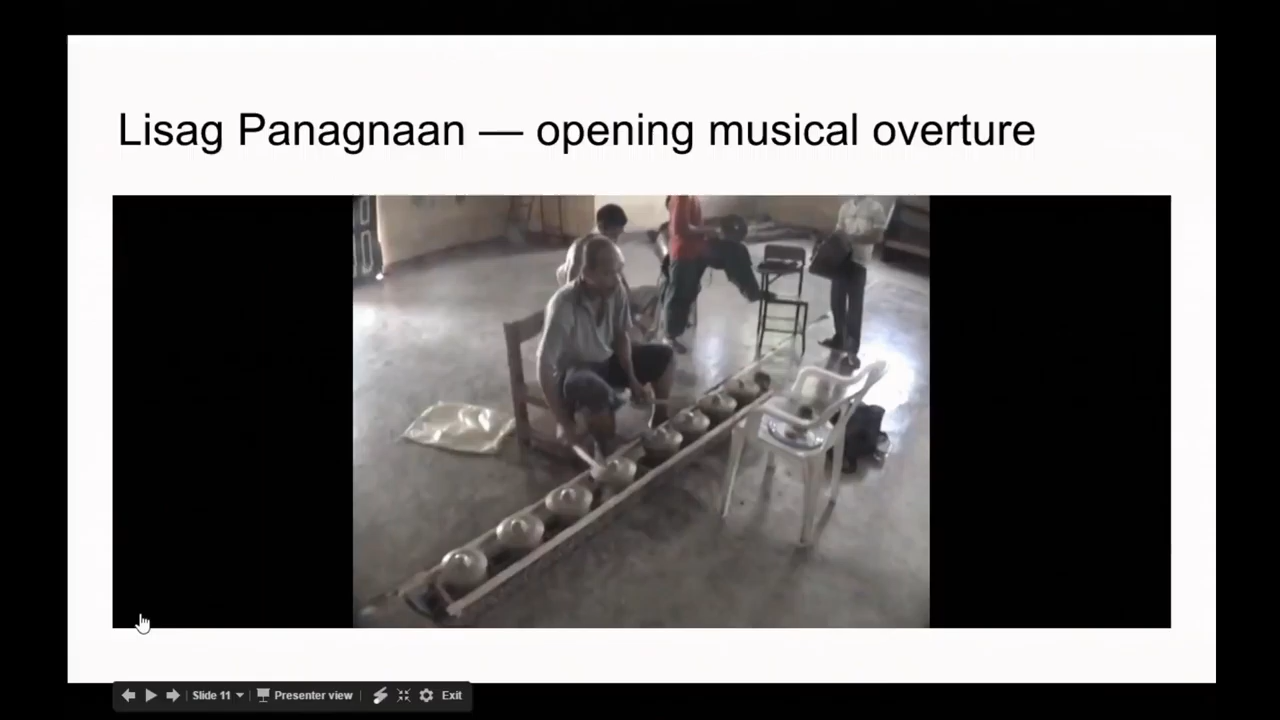 Lisag Panagnaan — opening musical overture
Slide 11 Presenter view Exit